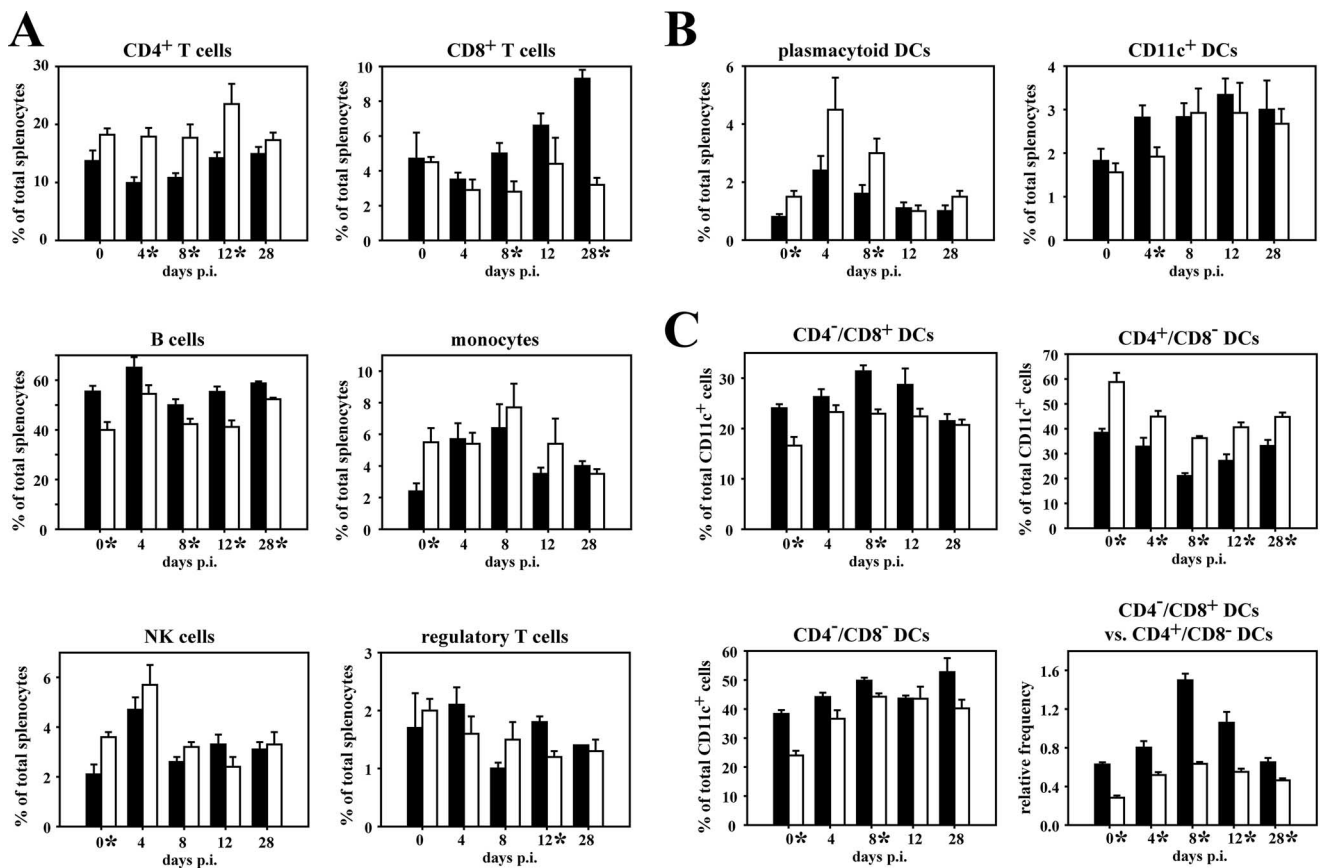 A
CD4⁺ T cells
% of total splenocytes
30
20
10
0
0 4* 8* 12* 28
days p.i.
CD8⁺ T cells
% of total splenocytes
10
8
6
4
2
0
0 4 8* 12 28*
days p.i.
B cells
% of total splenocytes
60
40
20
0
0* 4 8* 12* 28*
days p.i.
monocytes
% of total splenocytes
10
8
6
4
2
0
0* 4 8 12 28
days p.i.
NK cells
% of total splenocytes
8
6
4
2
0
0* 4 8 12 28
days p.i.
regulatory T cells
% of total splenocytes
3
2
1
0
0 4 8 12* 28
days p.i.
B
plasmacytoid DCs
% of total splenocytes
6
4
2
0
0* 4 8* 12 28
days p.i.
CD11c⁺ DCs
% of total splenocytes
4
3
2
1
0
0 4* 8 12 28
days p.i.
C
CD4⁻/CD8⁺ DCs
% of total CD11c⁺ cells
30
20
10
0
0* 4 8* 12 28
days p.i.
CD4⁺/CD8⁻ DCs
% of total CD11c⁺ cells
70
60
50
40
30
20
10
0
0* 4* 8* 12* 28*
days p.i.
CD4⁻/CD8⁻ DCs
% of total CD11c⁺ cells
60
50
40
30
20
10
0
0* 4 8* 12 28
days p.i.
CD4⁻/CD8⁺ DCs
vs. CD4⁺/CD8⁻ DCs
relative frequency
1.6
1.2
0.8
0.4
0.0
0* 4* 8* 12* 28*
days p.i.